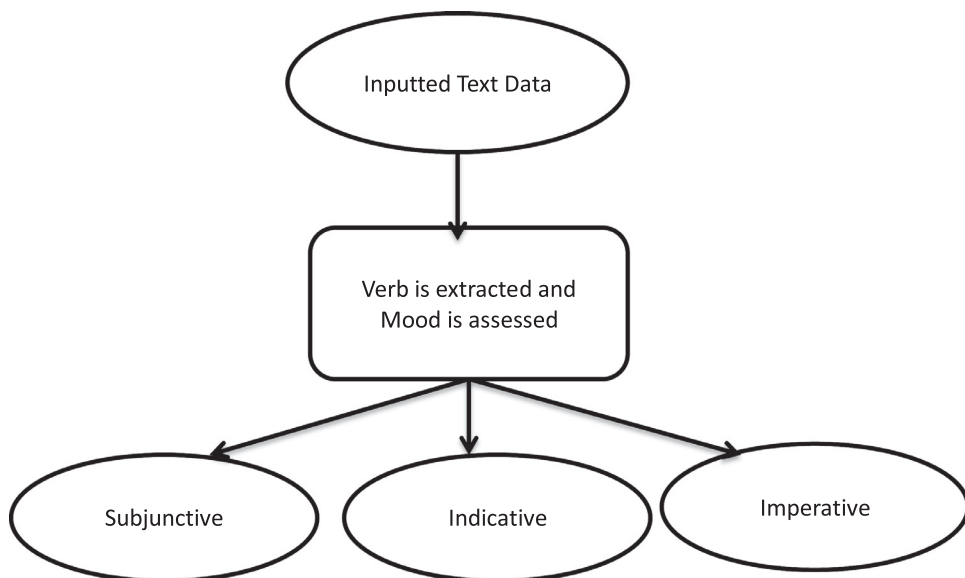 Inputted Text Data
Verb is extracted and
Mood is assessed
Subjunctive
Indicative
Imperative